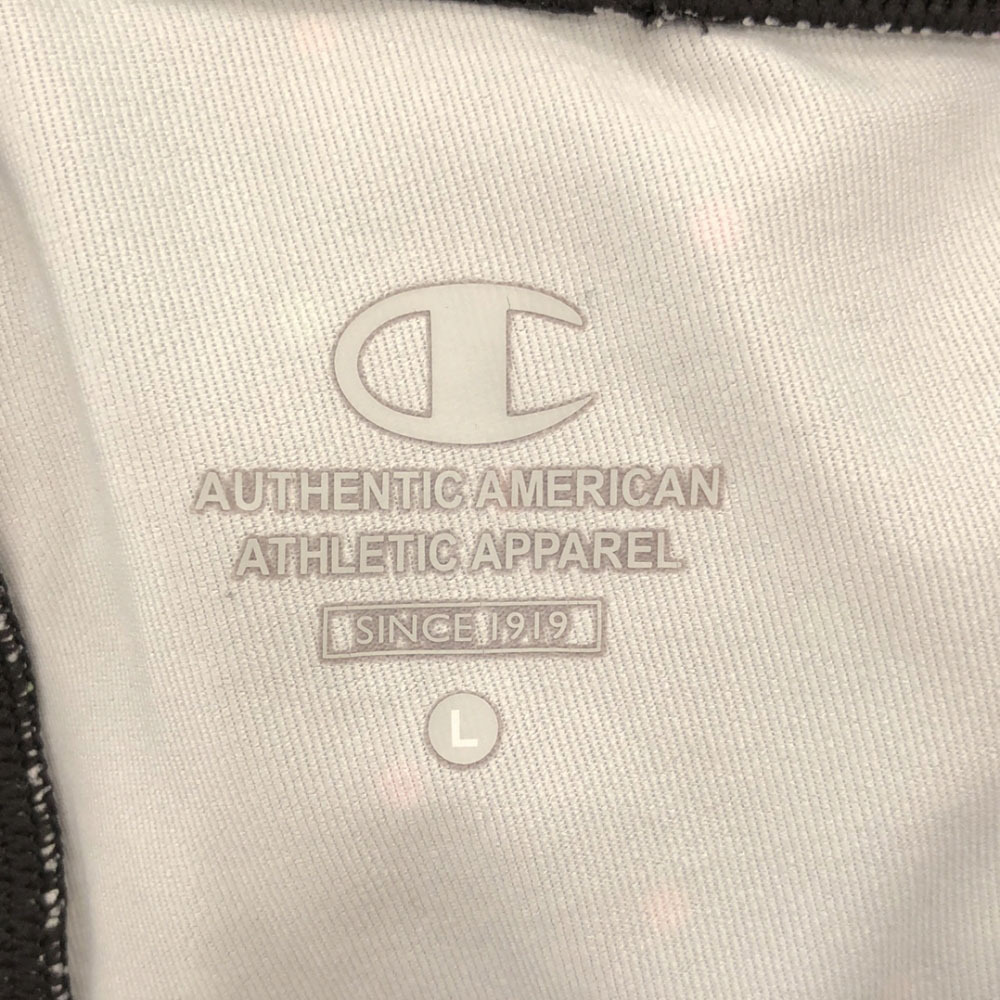 AUTHENTIC AMERICAN
ATHLETIC APPAREL
SINCE 1919
L